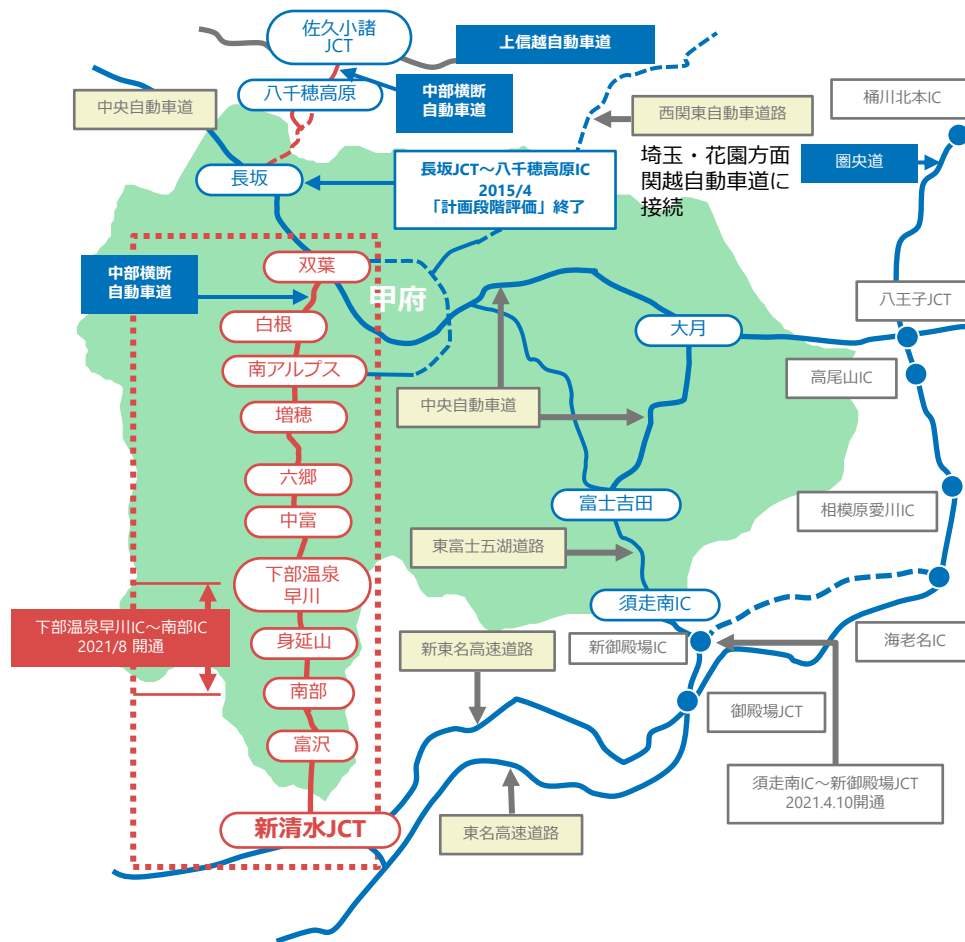 佐久小諸
JCT
上信越自動車道
八千穂高原
中部横断
自動車道
中央自動車道
西関東自動車道路
桶川北本IC
埼玉・花園方面
関越自動車道に
接続
圏央道
長坂
長坂JCT〜八千穂高原IC
2015/4
「計画段階評価」終了
中部横断
自動車道
双葉
甲府
八王子JCT
白根
大月
南アルプス
高尾山IC
中央自動車道
増穂
六郷
富士吉田
相模原愛川IC
中富
東富士五湖道路
下部温泉
早川
須走南IC
下部温泉早川IC〜南部IC
2021/8 開通
身延山
新東名高速道路
新御殿場IC
海老名IC
南部
御殿場JCT
富沢
須走南IC〜新御殿場JCT
2021.4.10開通
新清水JCT
東名高速道路